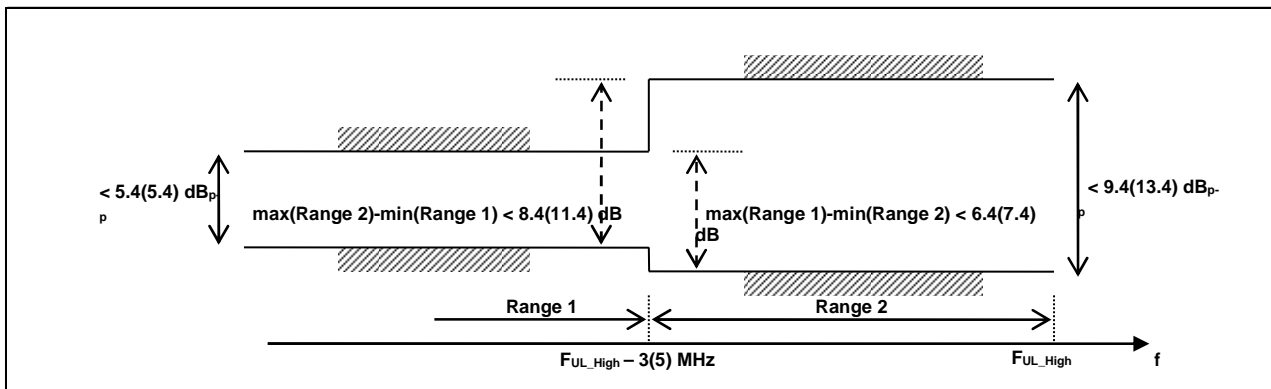 < 5.4(5.4) dBp-
p
max(Range 2)-min(Range 1) < 8.4(11.4) dB
max(Range 1)-min(Range 2) < 6.4(7.4)
dB
< 9.4(13.4) dBp-
p
Range 1
Range 2
FUL_High – 3(5) MHz
FUL_High
f